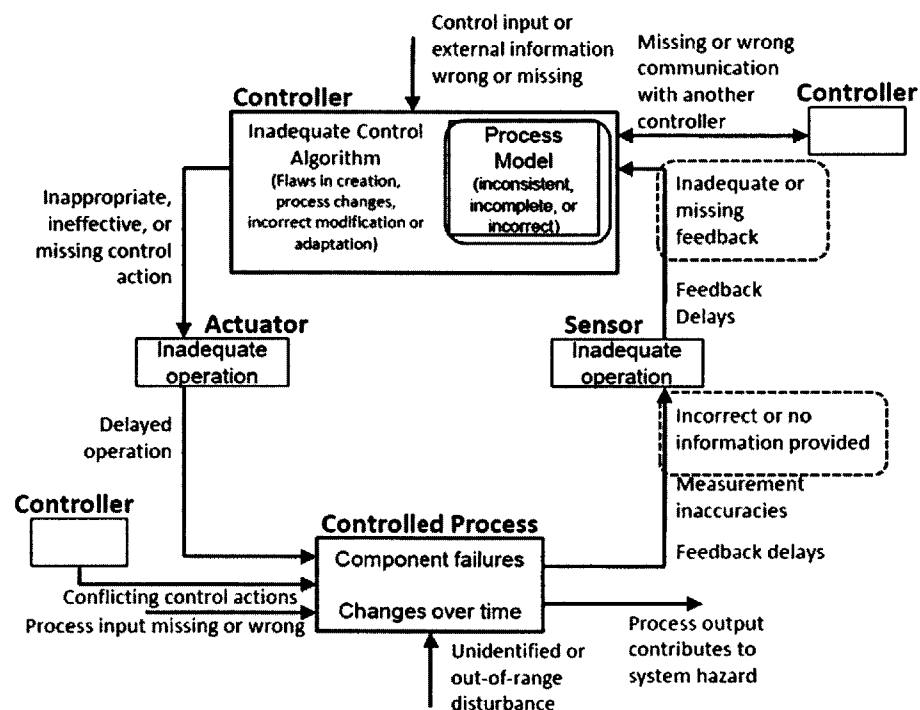 Control input or
external information
wrong or missing
Missing or wrong
communication
with another
controller
Controller
Controller
Inadequate Control
Algorithm
(Flaws in creation,
process changes,
incorrect modification or
adaptation)
Process
Model
(inconsistent,
incomplete, or
incorrect)
Inappropriate,
ineffective, or
missing control
action
Inadequate or
missing
feedback
Feedback
Delays
Actuator
Inadequate
operation
Sensor
Inadequate
operation
Delayed
operation
Incorrect or no
information provided
Measurement
inaccuracies
Feedback delays
Controller
Controlled Process
Component failures
Changes over time
Conflicting control actions
Process input missing or wrong
Unidentified or
out-of-range
disturbance
Process output
contributes to
system hazard